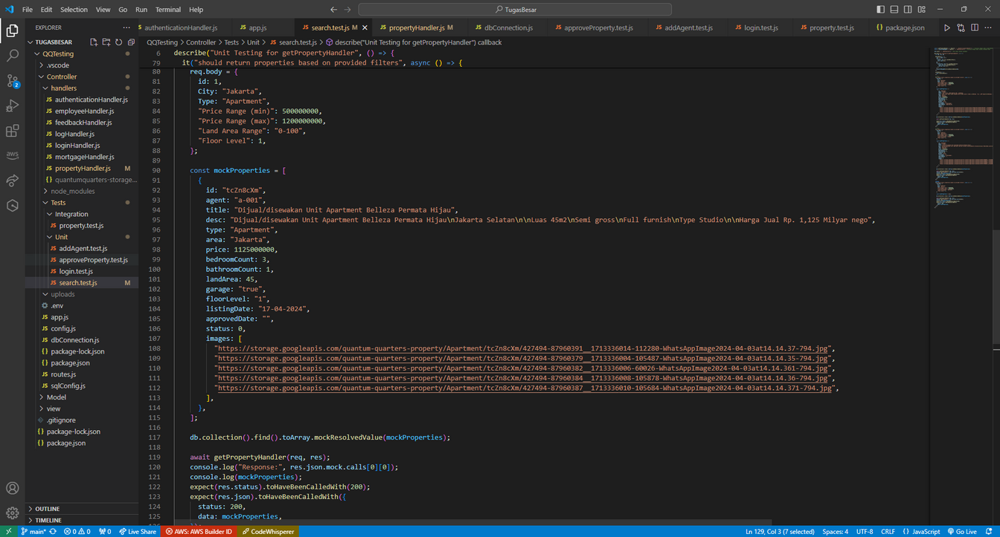 File Edit Selection View Go Run Terminal Help
TugasBesar
EXPLORER
authenticationHandler.js
app.js
search.test.js M
propertyHandler.js M
dbConnection.js
approveProperty.test.js
addAgent.test.js
login.test.js
property.test.js
package.json
QQTesting > Controller > Tests > Unit > JS search.test.js > describe("Unit Testing for getPropertyHandler") callback
TUGASBESAR
QQTesting
.vscode
Controller
handlers
JS authenticationHandler.js
JS employeeHandler.js
JS feedbackHandler.js
JS logHandler.js
JS loginHandler.js
JS mortgageHandler.js
JS propertyHandler.js M
{} quantumquarters-storage...
node_modules
Tests
Integration
JS property.test.js
Unit
JS addAgent.test.js
JS approveProperty.test.js
JS login.test.js
JS search.test.js M
uploads
.env
JS app.js
JS config.js
JS dbConnection.js
{} package-lock.json
{} package.json
JS routes.js
JS sqlConfig.js
Model
view
.gitignore
{} package-lock.json
{} package.json
OUTLINE
TIMELINE
6 describe("Unit Testing for getPropertyHandler", () => {
79 it("should return properties based on provided filters", async () => {
80 req.body = {
81 id: 1,
82 City: "Jakarta",
83 Type: "Apartment",
84 "Price Range (min)": 500000000,
85 "Price Range (max)": 1200000000,
86 "Land Area Range": "0-100",
87 "Floor Level": 1,
88 };
89
90 const mockProperties = [
91 {
92 id: "tcZn8cXm",
93 agent: "a-001",
94 title: "Dijual/disewakan Unit Apartment Belleza Permata Hijau",
95 desc: "Dijual/disewakan Unit Apartment Belleza Permata Hijau\nJakarta Selatan\n\nLuas 45m2\nSemi gross\nFull furnish\nType Studio\n\nHarga Jual Rp. 1,125 Milyar nego",
96 type: "Apartment",
97 area: "Jakarta",
98 price: 1125000000,
99 bedroomCount: 3,
100 bathroomCount: 1,
101 landArea: 45,
102 garage: "true",
103 floorLevel: "1",
104 listingDate: "17-04-2024",
105 approvedDate: "",
106 status: 0,
107 images: [
108 "https://storage.googleapis.com/quantum-quarters-property/Apartment/tcZn8cXm/427494-87960391__1713336014-112280-WhatsAppImage2024-04-03at14.14.37-794.jpg",
109 "https://storage.googleapis.com/quantum-quarters-property/Apartment/tcZn8cXm/427494-87960379__1713336004-105487-WhatsAppImage2024-04-03at14.14.35-794.jpg",
110 "https://storage.googleapis.com/quantum-quarters-property/Apartment/tcZn8cXm/427494-87960382__1713336006-60026-WhatsAppImage2024-04-03at14.14.361-794.jpg",
111 "https://storage.googleapis.com/quantum-quarters-property/Apartment/tcZn8cXm/427494-87960384__1713336008-105878-WhatsAppImage2024-04-03at14.14.36-794.jpg",
112 "https://storage.googleapis.com/quantum-quarters-property/Apartment/tcZn8cXm/427494-87960387__1713336010-105684-WhatsAppImage2024-04-03at14.14.371-794.jpg",
113 ],
114 },
115 ];
116
117 db.collection().find().toArray.mockResolvedValue(mockProperties);
118
119 await getPropertyHandler(req, res);
120 console.log("Response:", res.json.mock.calls[0][0]);
121 console.log(mockProperties);
122 expect(res.status).toHaveBeenCalledWith(200);
123 expect(res.json).toHaveBeenCalledWith({
124 status: 200,
125 data: mockProperties,
main* 0 0 0 Live Share AWS: AWS Builder ID CodeWhisperer
Ln 129, Col 3 (7 selected) Spaces: 4 UTF-8 CRLF {} JavaScript Go Live